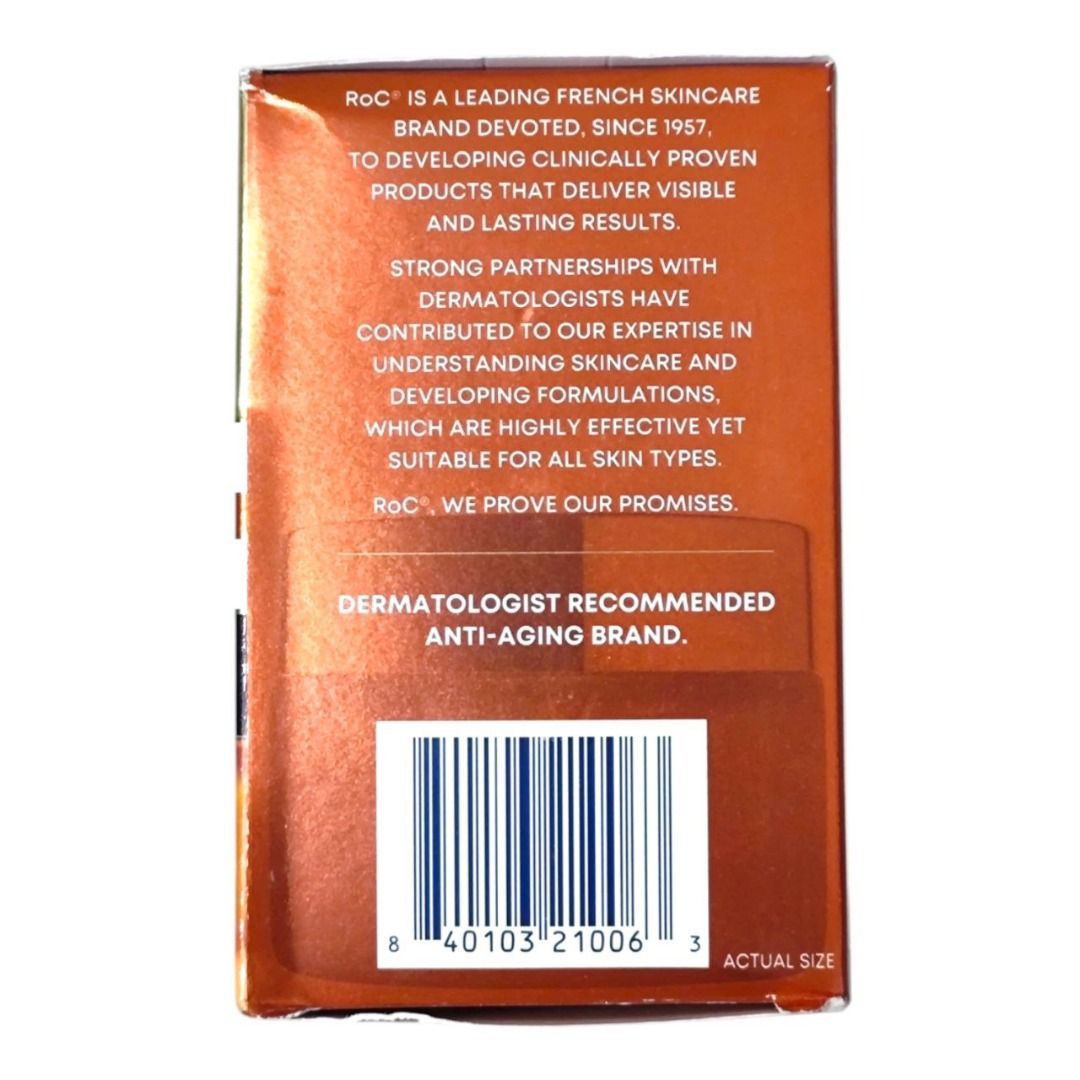 RoC® IS A LEADING FRENCH SKINCARE
BRAND DEVOTED, SINCE 1957,
TO DEVELOPING CLINICALLY PROVEN
PRODUCTS THAT DELIVER VISIBLE
AND LASTING RESULTS.
STRONG PARTNERSHIPS WITH
DERMATOLOGISTS HAVE
CONTRIBUTED TO OUR EXPERTISE IN
UNDERSTANDING SKINCARE AND
DEVELOPING FORMULATIONS,
WHICH ARE HIGHLY EFFECTIVE YET
SUITABLE FOR ALL SKIN TYPES.
RoC®, WE PROVE OUR PROMISES.
DERMATOLOGIST RECOMMENDED
ANTI-AGING BRAND.
8 40103 21006 3
ACTUAL SIZE